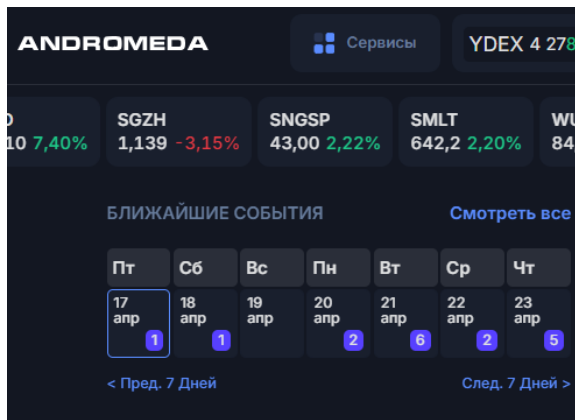 ANDROMEDA Сервисы YDEX 4 278
SGZH SNGSP SMLT
10 7,40% 1,139 -3,15% 43,00 2,22% 642,2 2,20% 84,
БЛИЖАЙШИЕ СОБЫТИЯ Смотреть все
Пт Сб Вс Пн Вт Ср Чт
17 18 19 20 21 22 23
апр апр апр апр апр апр апр
1 1 2 6 2 5
< Пред. 7 Дней След. 7 Дней >